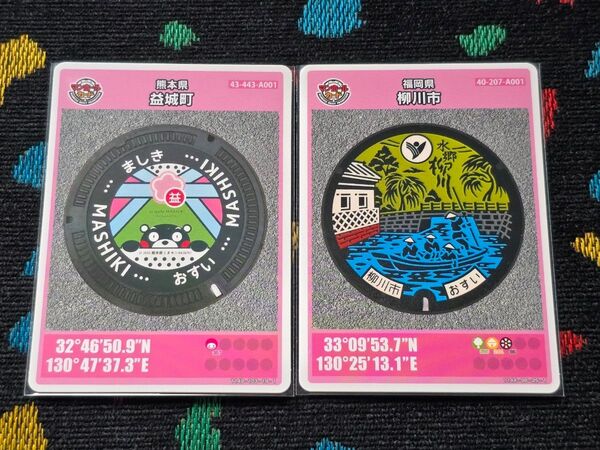 熊本県
43-443-A001
益城町
ましき
MASHIKI
MASHIKI
益
おすい
32°46'50.9"N
130°47'37.3"E
福岡県
40-207-A001
柳川市
水郷柳川
柳川市
おすい
33°09'53.7"N
130°25'13.1"E